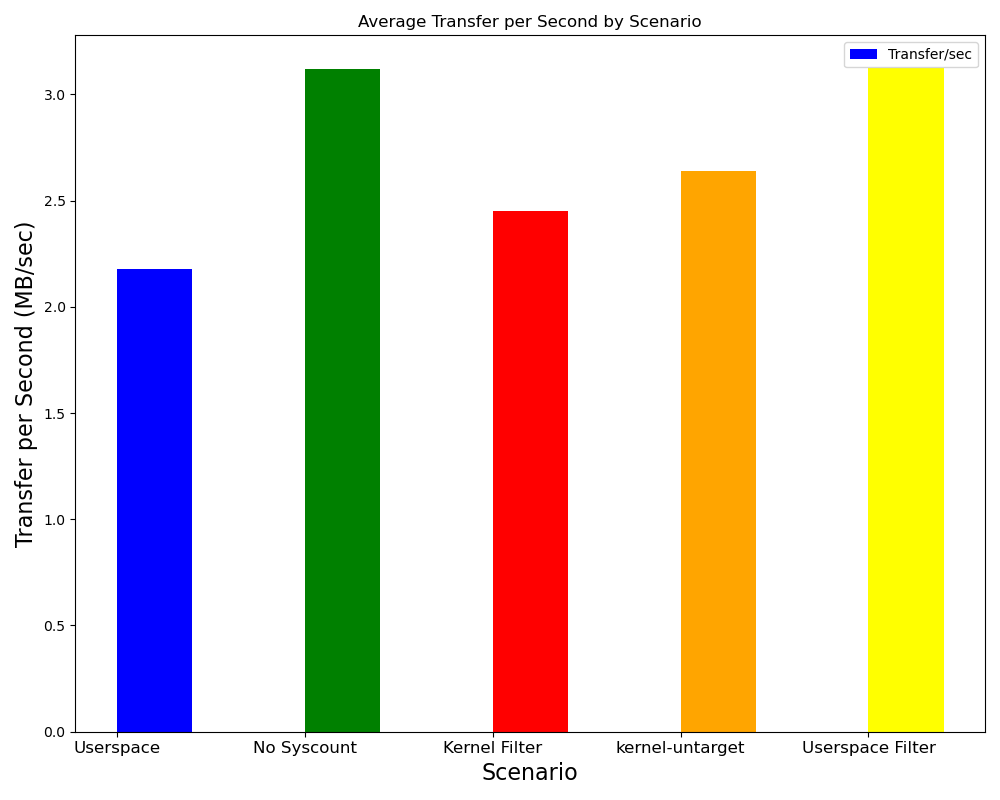 Average Transfer per Second by Scenario
Transfer/sec
Transfer per Second (MB/sec)
3.0
2.5
2.0
1.5
1.0
0.5
0.0
Userspace
No Syscount
Kernel Filter
kernel-untarget
Userspace Filter
Scenario